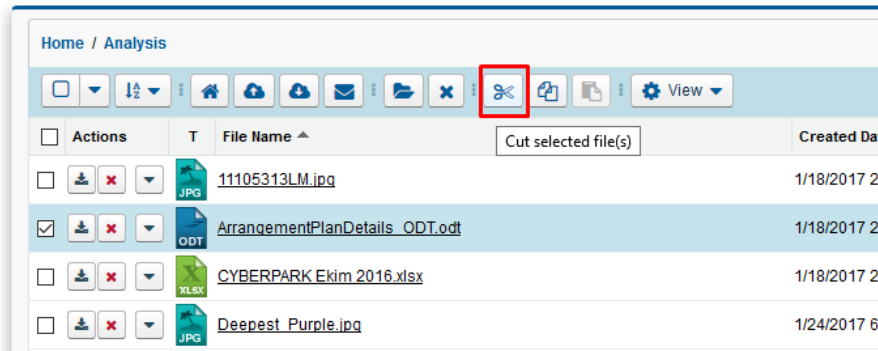 Home / Analysis
View
Actions T File Name Created Da
Cut selected file(s)
JPG 11105313LM.jpg 1/18/2017 2
ODT ArrangementPlanDetails_ODT.odt 1/18/2017 2
XLSX CYBERPARK Ekim 2016.xlsx 1/18/2017 2
JPG Deepest_Purple.jpg 1/24/2017 6